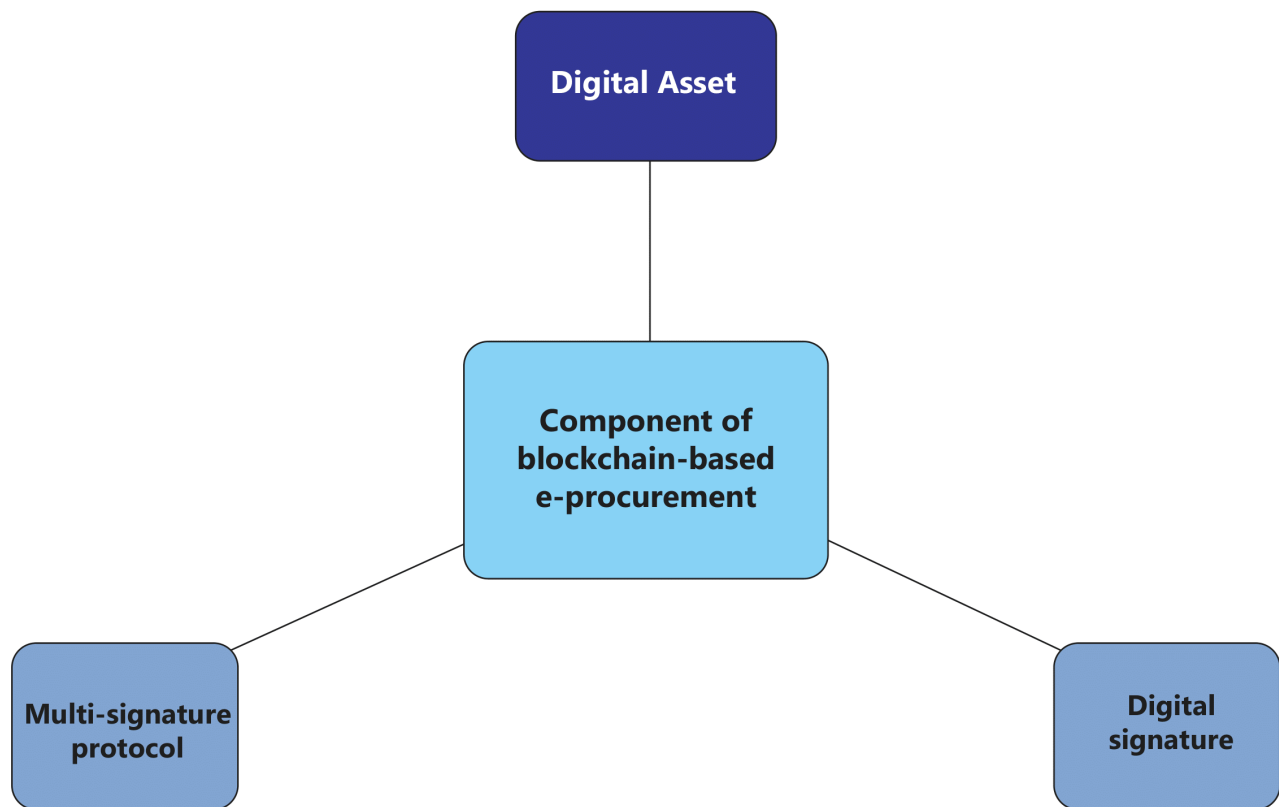 Digital Asset
Component of
blockchain-based
e-procurement
Multi-signature
protocol
Digital
signature